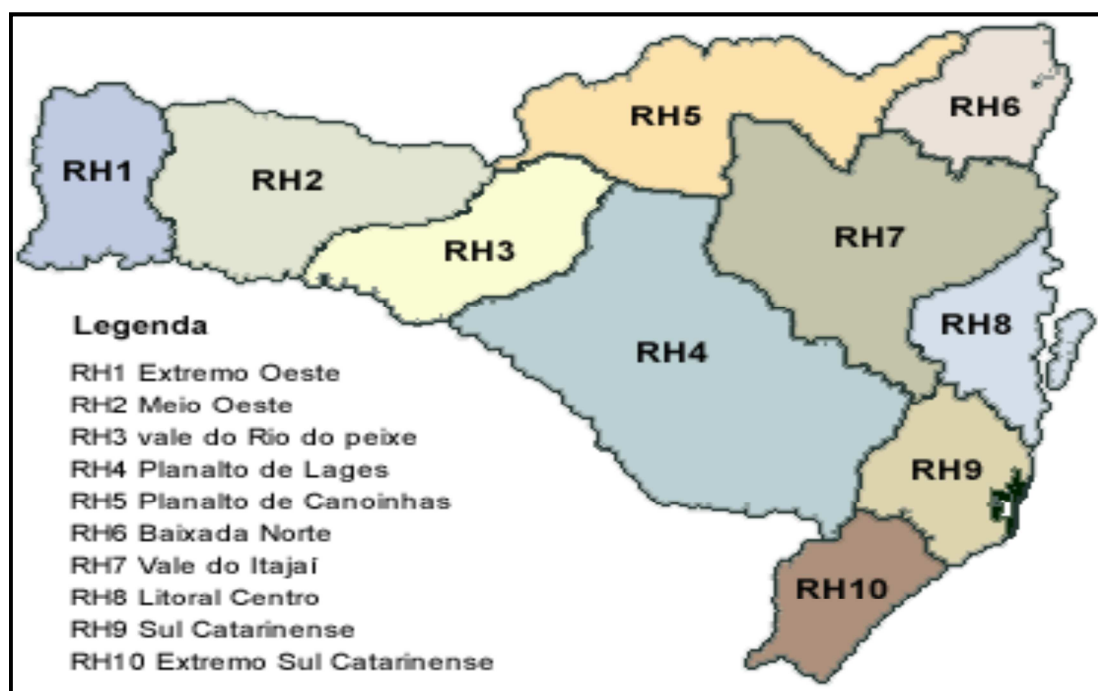 RH1
RH2
RH3
RH4
RH5
RH6
RH7
RH8
RH9
RH10
Legenda
RH1 Extremo Oeste
RH2 Meio Oeste
RH3 vale do Rio do peixe
RH4 Planalto de Lages
RH5 Planalto de Canoinhas
RH6 Baixada Norte
RH7 Vale do Itajaí
RH8 Litoral Centro
RH9 Sul Catarinense
RH10 Extremo Sul Catarinense